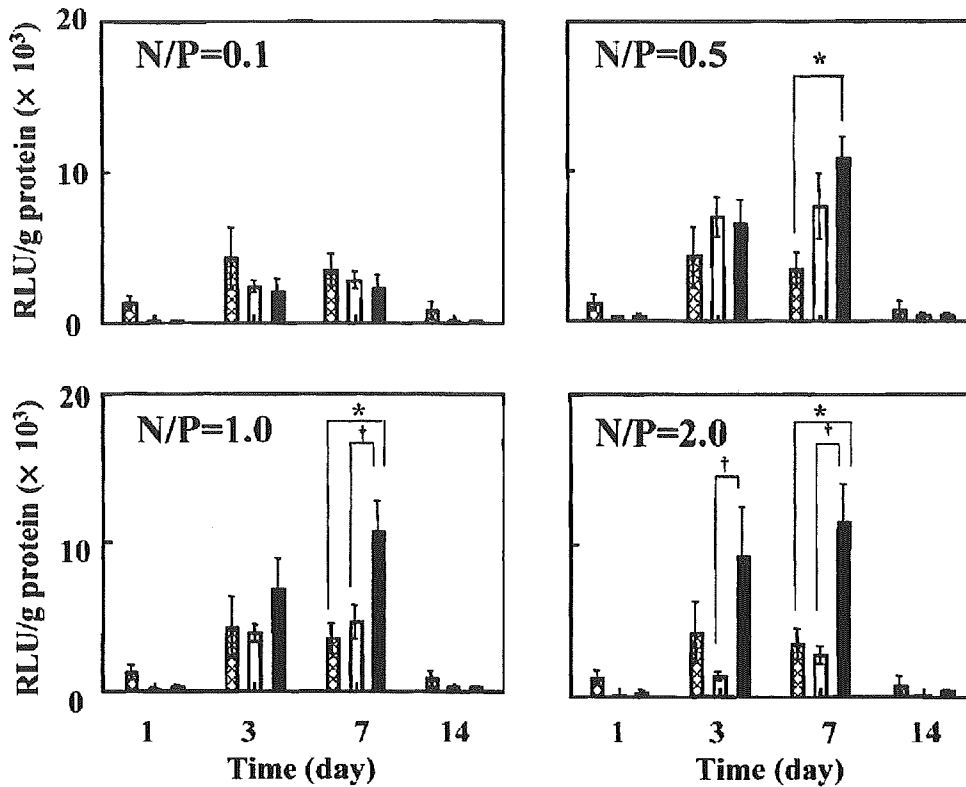 RLU/g protein (× 10³)
20
10
0
N/P=0.1
N/P=0.5
*
RLU/g protein (× 10³)
20
10
0
N/P=1.0
*
†
1 3 7 14
Time (day)
N/P=2.0
†
*
†
1 3 7 14
Time (day)